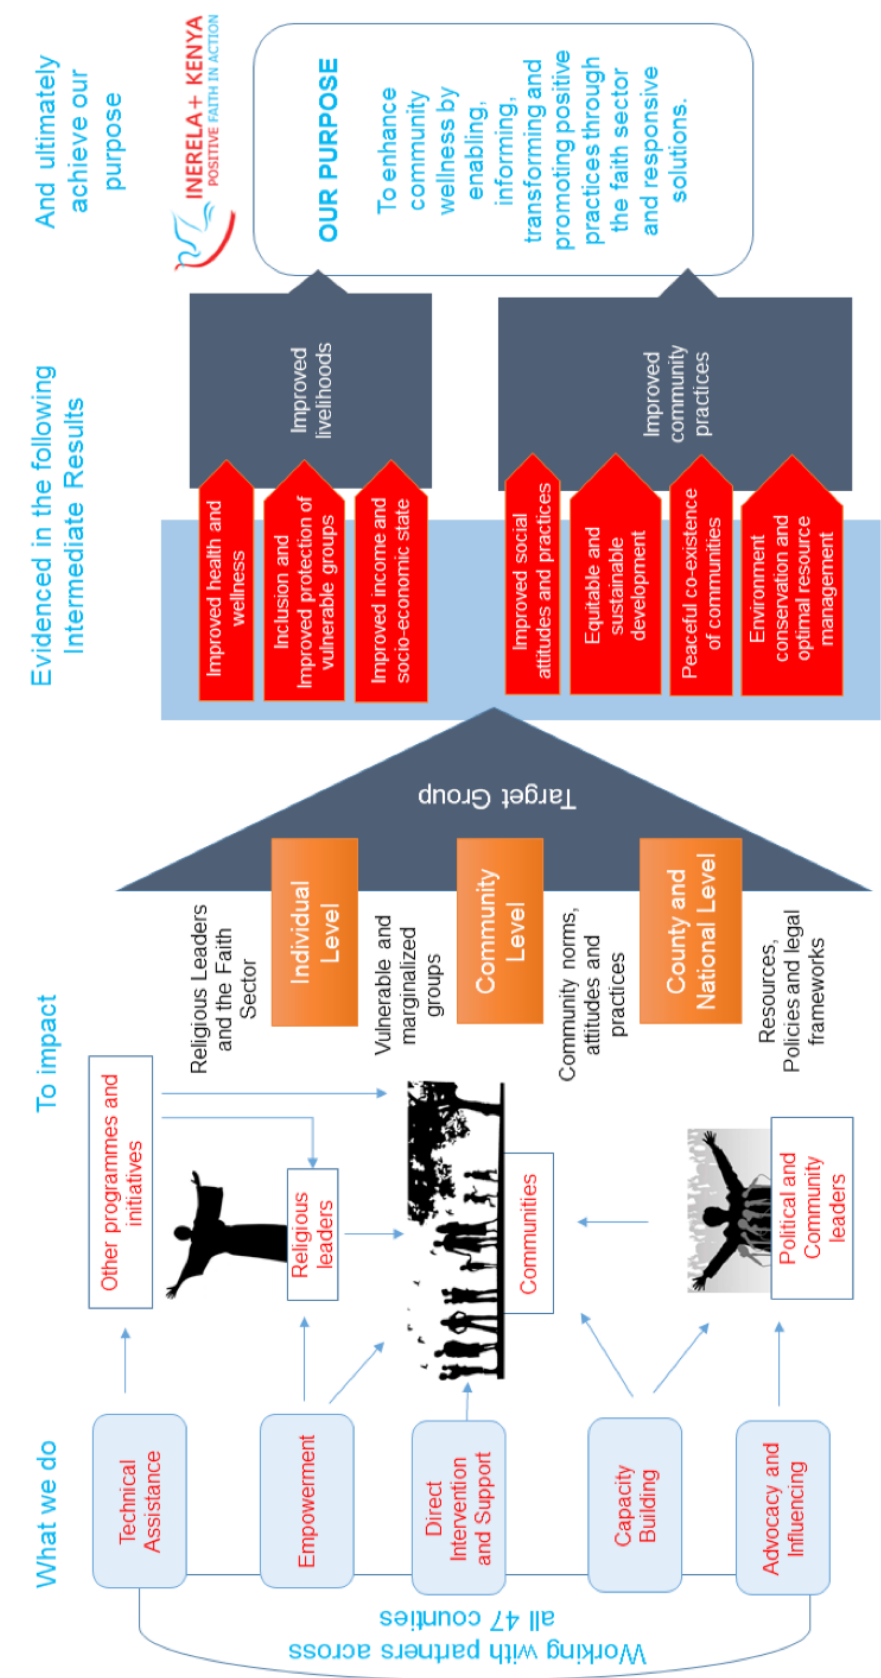 What we do
To impact
Evidenced in the following
Intermediate Results
And ultimately
achieve our
purpose
INERELA+ KENYA
POSITIVE FAITH IN ACTION
Working with partners across
all 47 counties
Technical
Assistance
Empowerment
Direct
Intervention
and Support
Capacity
Building
Advocacy and
Influencing
Other programmes and
initiatives
Religious
leaders
Communities
Political and
Community
leaders
Religious Leaders
and the Faith
Sector
Individual
Level
Vulnerable and
marginalized
groups
Community
Level
Community norms,
attitudes and
practices
County and
National Level
Resources,
Policies and legal
frameworks
Target Group
Improved health and
wellness
Inclusion and
Improved protection of
vulnerable groups
Improved income and
socio-economic state
Improved social
attitudes and practices
Equitable and
sustainable
development
Peaceful co-existence
of communities
Environment
conservation and
optimal resource
management
Improved
livelihoods
Improved
community
practices
OUR PURPOSE
To enhance
community
wellness by
enabling,
informing,
transforming and
promoting positive
practices through
the faith sector
and responsive
solutions.